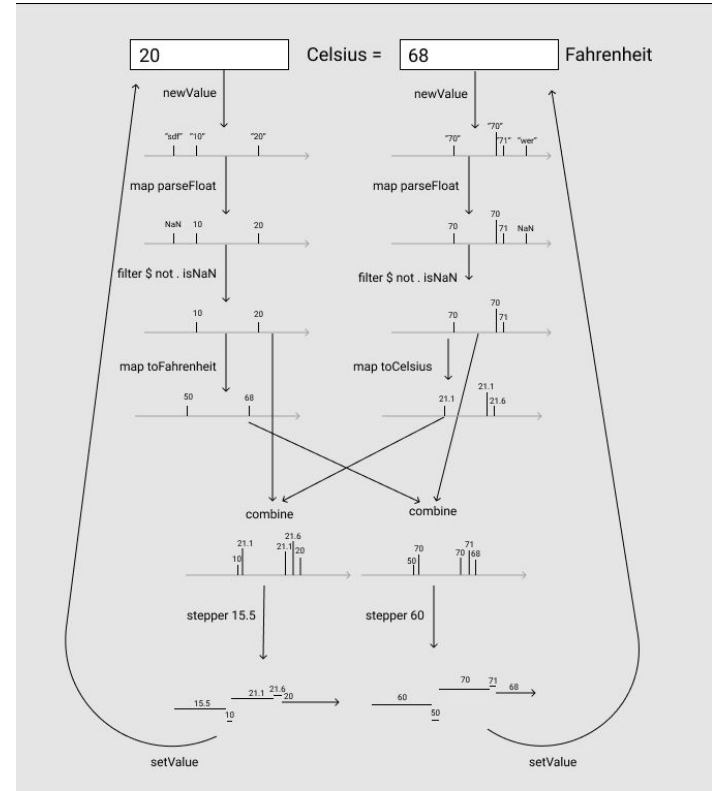 20 Celsius = 68 Fahrenheit
newValue newValue
"sdf" "10" "20" "70" "70" "71" "wer"
map parseFloat map parseFloat
NaN 10 20 70 70 71 NaN
filter $ not . isNaN filter $ not . isNaN
10 20 70 70 71
map toFahrenheit map toCelsius
50 68 21.1 21.1 21.6
combine combine
10 21.1 21.1 21.6 20 50 70 70 71 68
stepper 15.5 stepper 60
15.5 10 21.1 21.6 20 60 50 70 71 68
setValue setValue